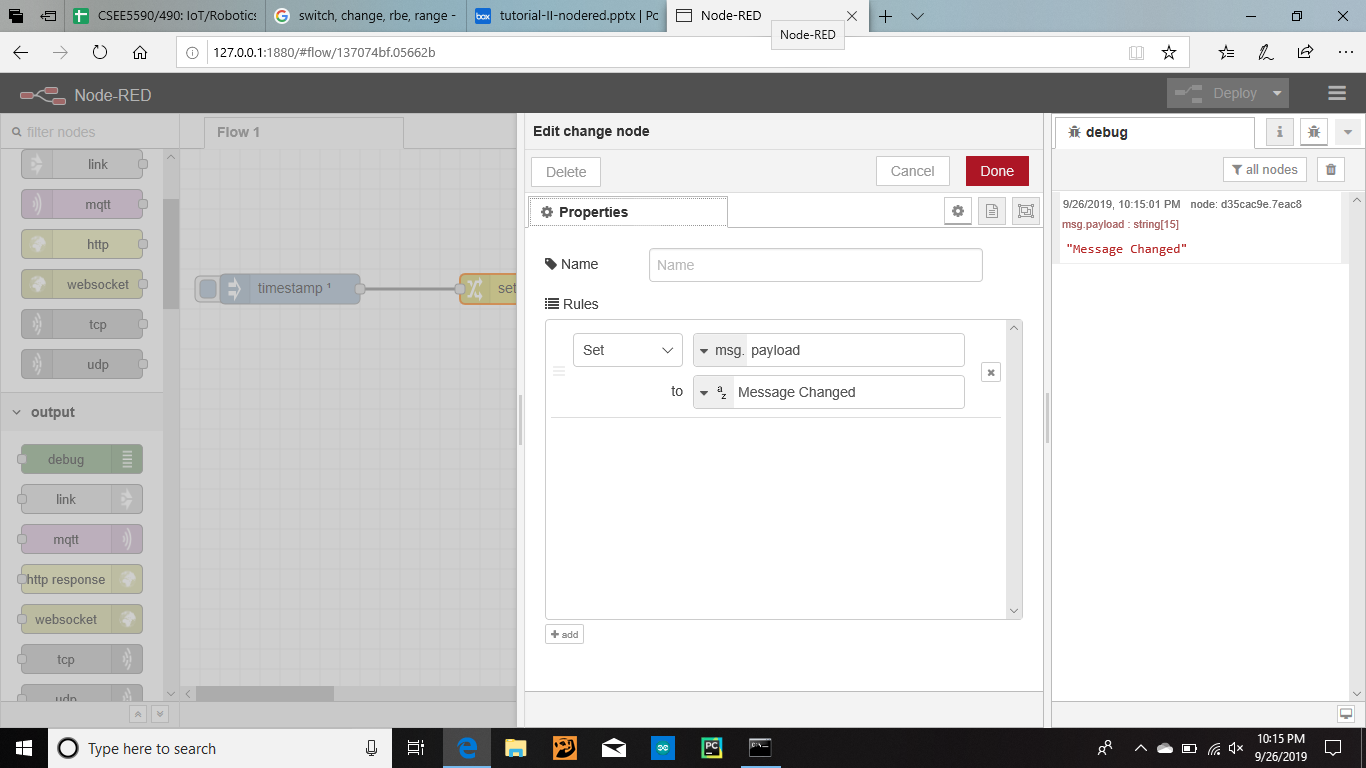 CSEE5590/490: IoT/Robotics
switch, change, rbe, range -
box
tutorial-II-nodered.pptx | Po
Node-RED
Node-RED
127.0.0.1:1880/#flow/137074bf.05662b
Node-RED
Deploy
filter nodes
Flow 1
Edit change node
debug
i
link
Delete
Cancel
Done
all nodes
mqtt
Properties
9/26/2019, 10:15:01 PM node: d35cac9e.7eac8
msg.payload : string[15]
http
"Message Changed"
Name
Name
websocket
timestamp ¹
set
Rules
tcp
Set
msg. payload
udp
to
az
Message Changed
output
debug
link
mqtt
http response
websocket
add
tcp
udp
Type here to search
PC
C:\.
10:15 PM
9/26/2019